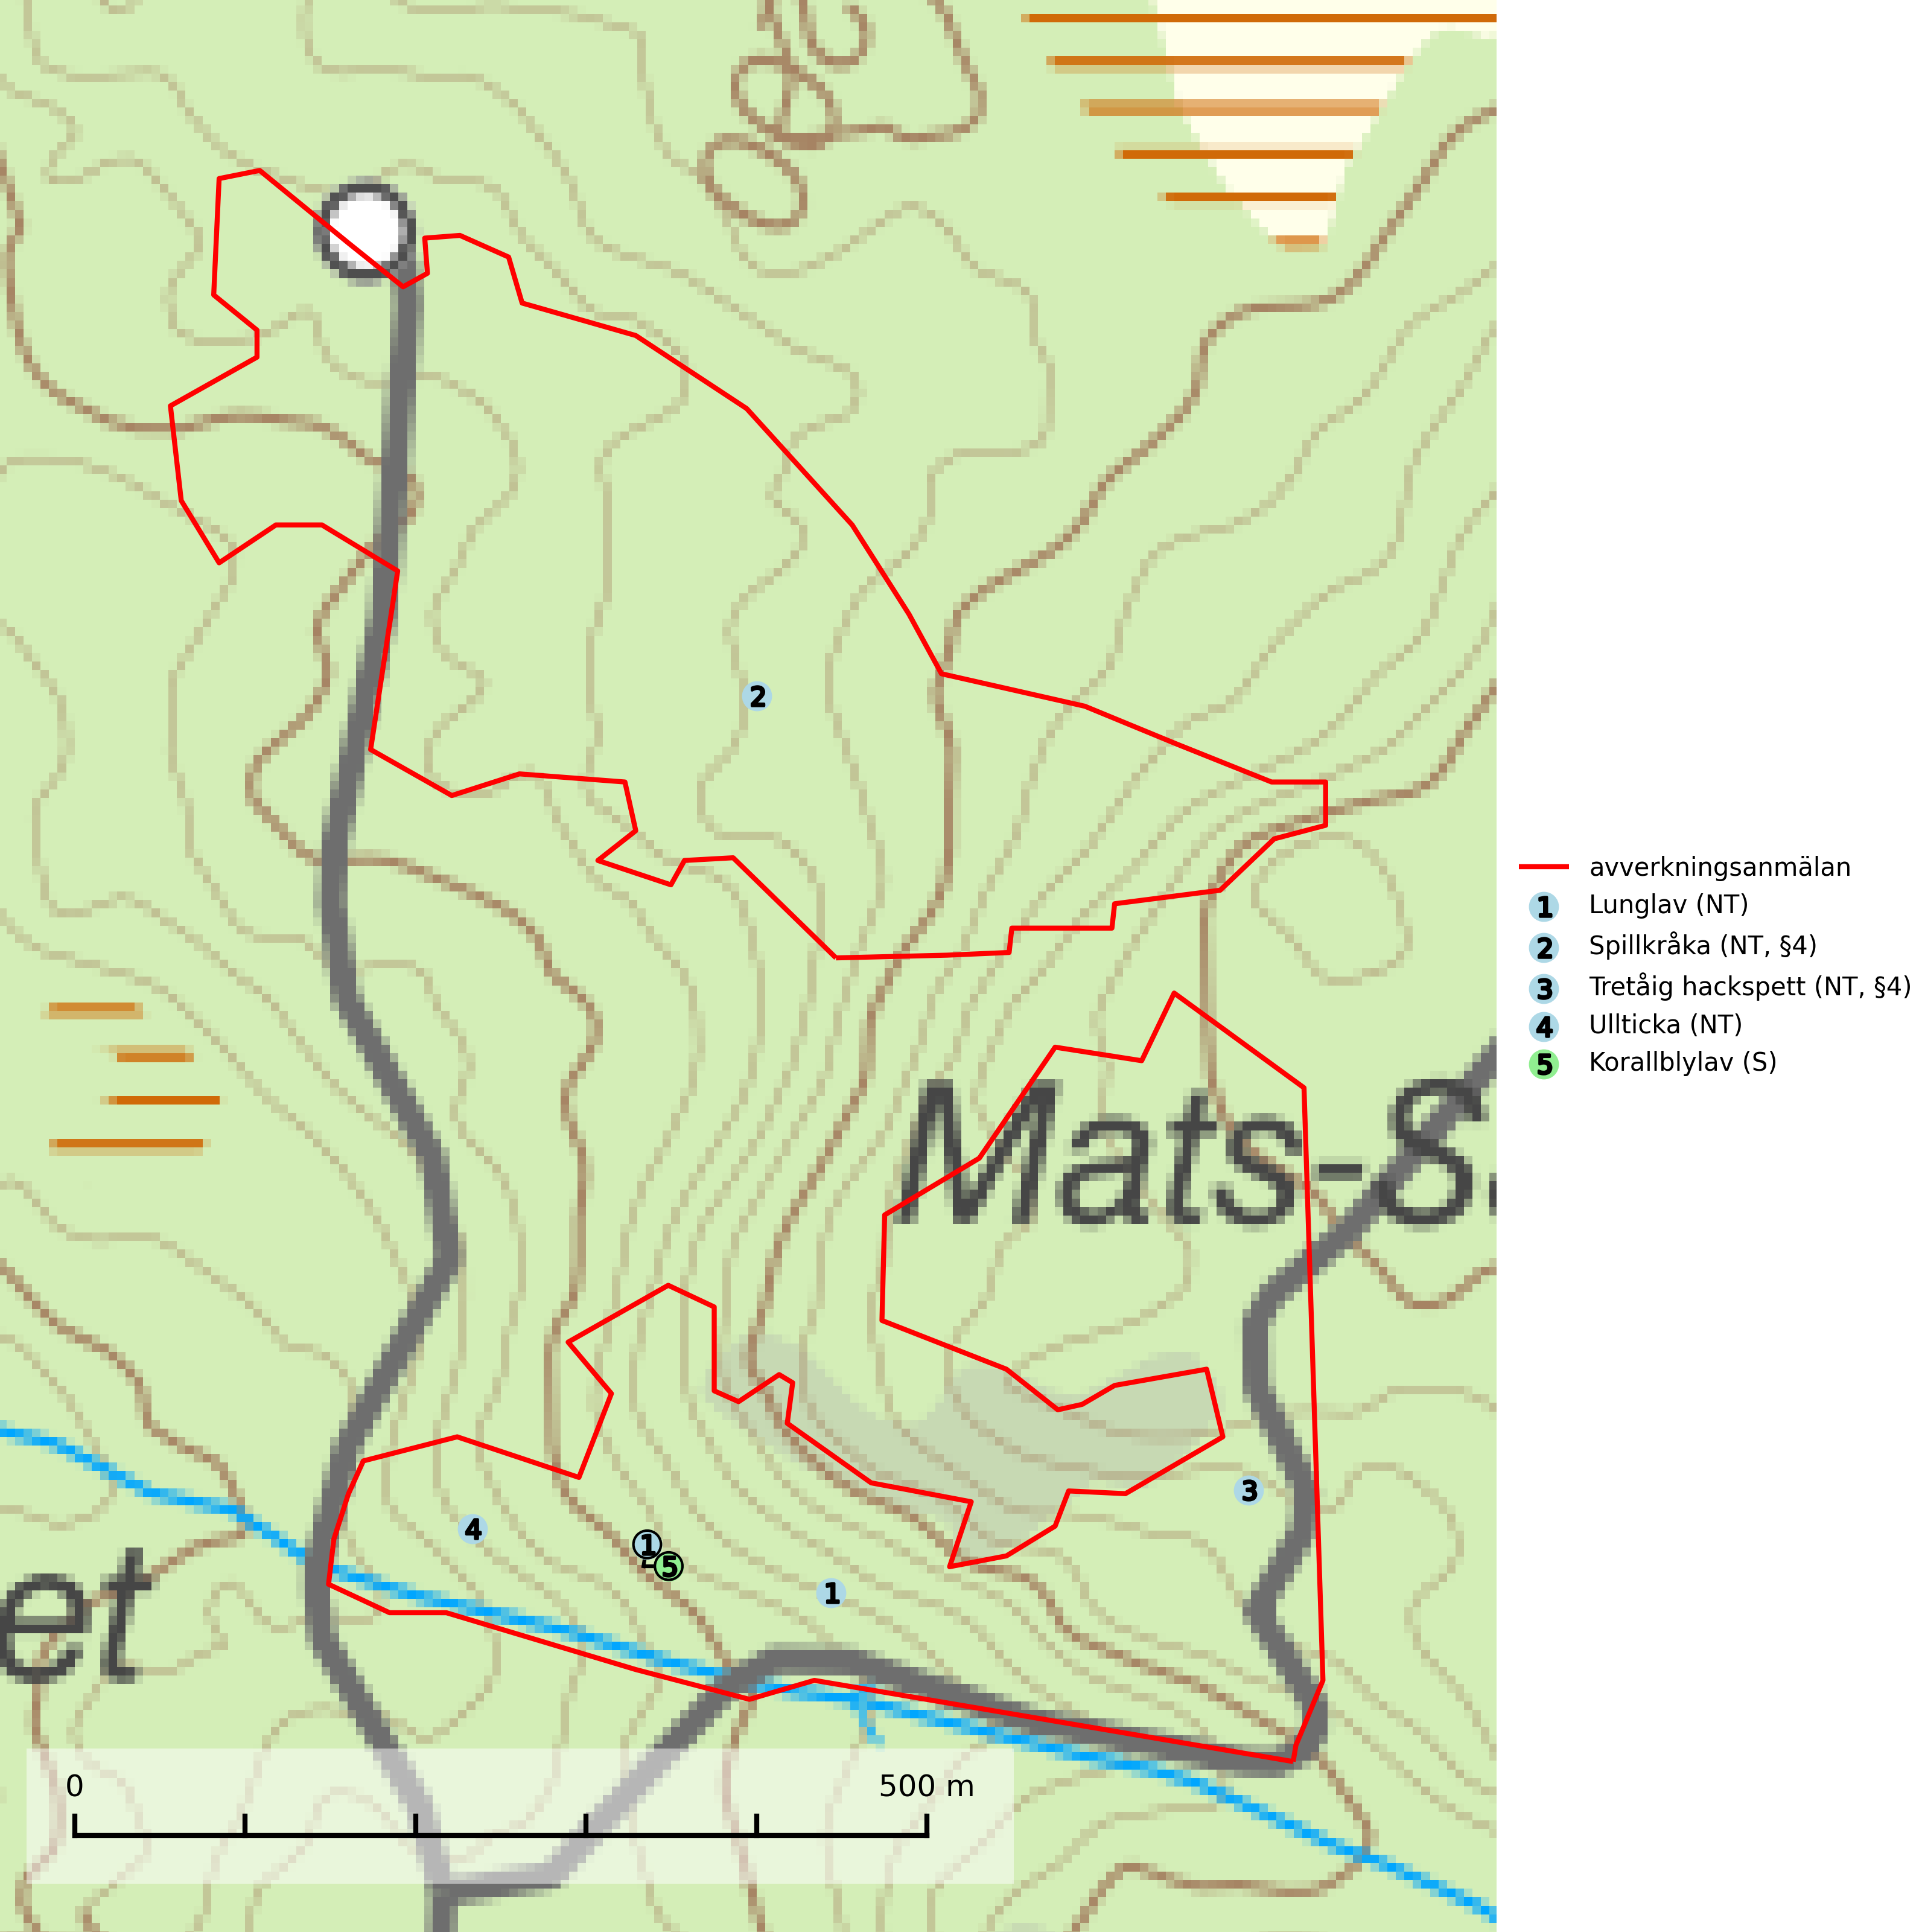 2
Mats-S
3
4
1
5
1
et
0 500 m
avverkningsanmälan
1 Lunglav (NT)
2 Spillkråka (NT, §4)
3 Tretåig hackspett (NT, §4)
4 Ullticka (NT)
5 Korallblylav (S)